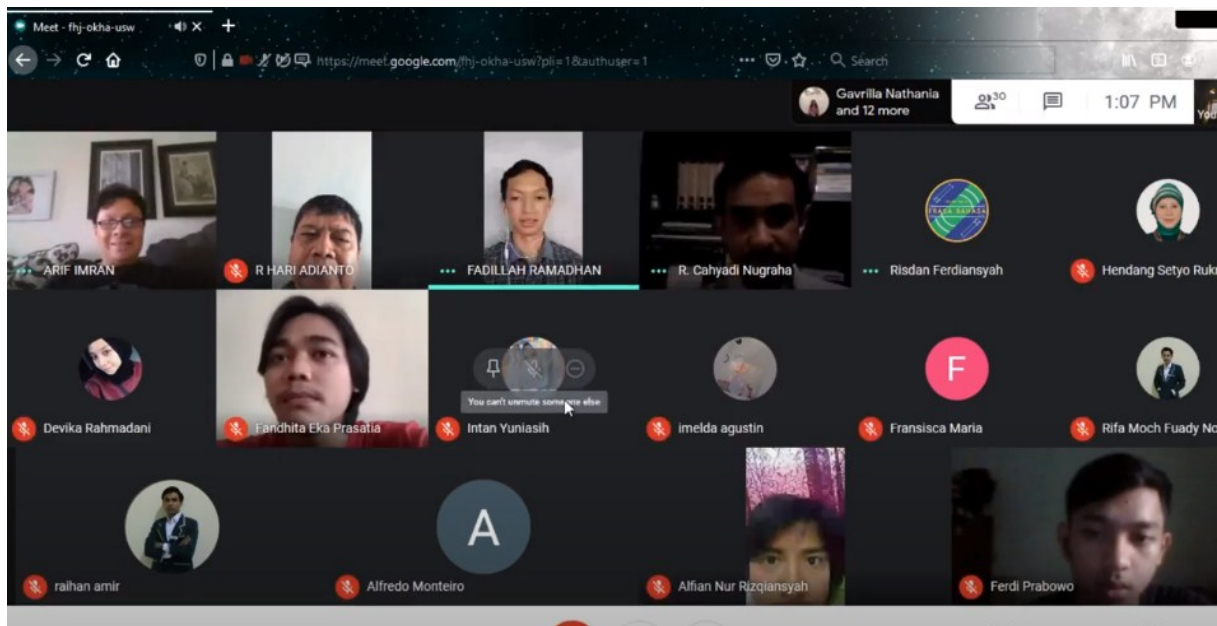 Meet - fhj-okha-usw
https://meet.google.com/fhj-okha-usw?pli=1&authuser=1
Search
Gavrilla Nathania
and 12 more
30
1:07 PM
You
ARIF IMRAN
R HARI ADIANTO
FADILLAH RAMADHAN
R. Cahyadi Nugraha
FRASA BAHASA
Risdan Ferdiansyah
Hendang Setyo Ruk
Devika Rahmadani
Fandhita Eka Prasatia
You can't unmute someone else
Intan Yuniasih
imelda agustin
F
Fransisca Maria
Rifa Moch Fuady No
raihan amir
A
Alfredo Monteiro
Alfian Nur Rizqiansyah
Ferdi Prabowo